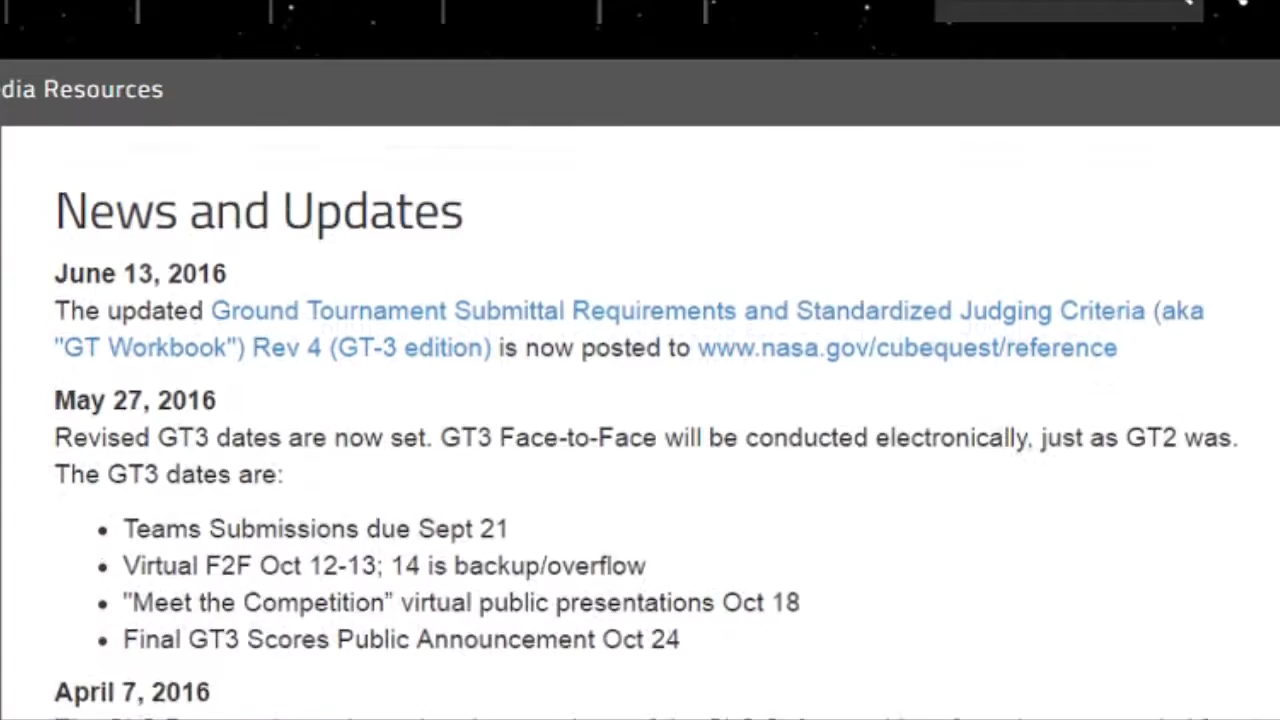 dia Resources
News and Updates
June 13, 2016
The updated Ground Tournament Submittal Requirements and Standardized Judging Criteria (aka
"GT Workbook") Rev 4 (GT-3 edition) is now posted to www.nasa.gov/cubequest/reference
May 27, 2016
Revised GT3 dates are now set. GT3 Face-to-Face will be conducted electronically, just as GT2 was.
The GT3 dates are:
• Teams Submissions due Sept 21
• Virtual F2F Oct 12-13; 14 is backup/overflow
• "Meet the Competition” virtual public presentations Oct 18
• Final GT3 Scores Public Announcement Oct 24
April 7, 2016